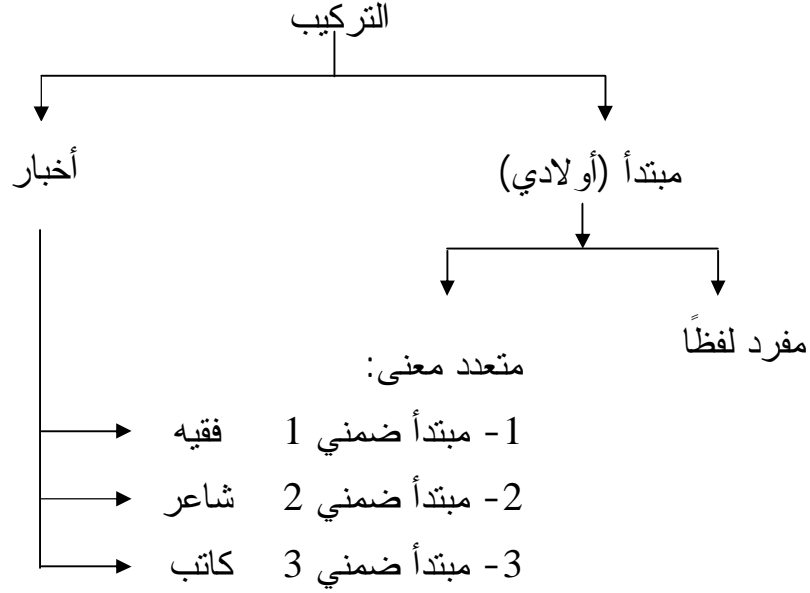 التركيب
مبتدأ (أولادي)
أخبار
مفرد لفظًا
متعدد معنى:
1- مبتدأ ضمني 1 فقيه
2- مبتدأ ضمني 2 شاعر
3- مبتدأ ضمني 3 كاتب